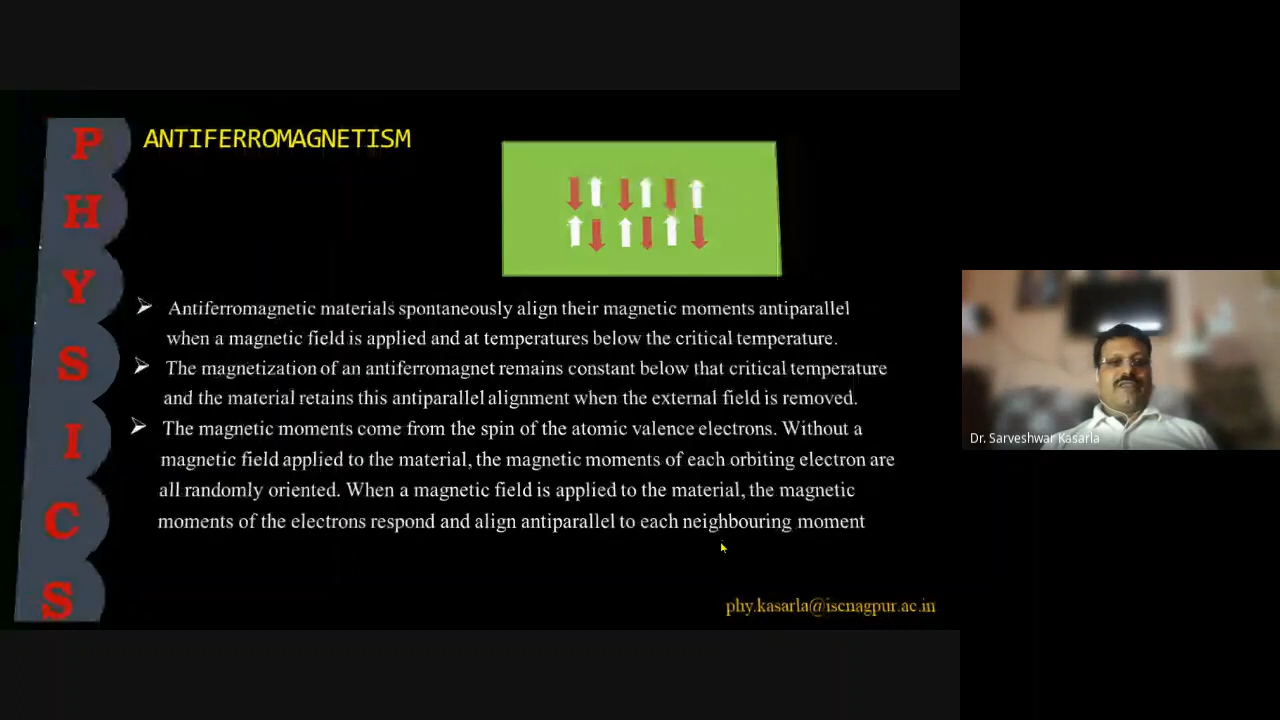 PHYSICS
ANTIFERROMAGNETISM
Antiferromagnetic materials spontaneously align their magnetic moments antiparallel
when a magnetic field is applied and at temperatures below the critical temperature.
The magnetization of an antiferromagnet remains constant below that critical temperature
and the material retains this antiparallel alignment when the external field is removed.
The magnetic moments come from the spin of the atomic valence electrons. Without a
magnetic field applied to the material, the magnetic moments of each orbiting electron are
all randomly oriented. When a magnetic field is applied to the material, the magnetic
moments of the electrons respond and align antiparallel to each neighbouring moment
phy.kasarla@iscnagpur.ac.in
Dr. Sarveshwar Kasarla